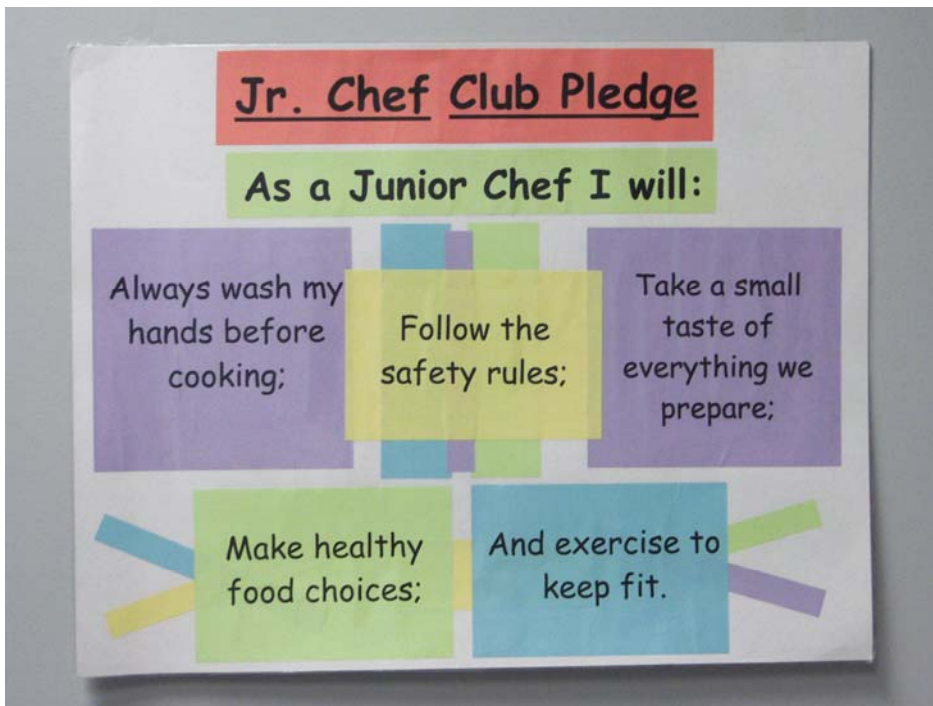 Jr. Chef Club Pledge
As a Junior Chef I will:
Always wash my
hands before
cooking;
Follow the
safety rules;
Take a small
taste of
everything we
prepare;
Make healthy
food choices;
And exercise to
keep fit.